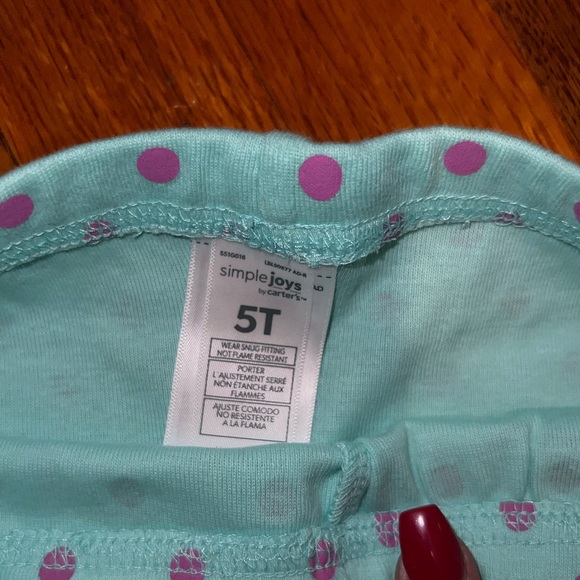 simple joys
by carter's™
5T
WEAR SNUG FITTING
NOT FLAME RESISTANT
PORTER
L'AJUSTEMENT SERRÉ
NON ÉTANCHE AUX
FLAMMES
AJUSTE COMODO
NO RESISTENTE
A LA FLAMA